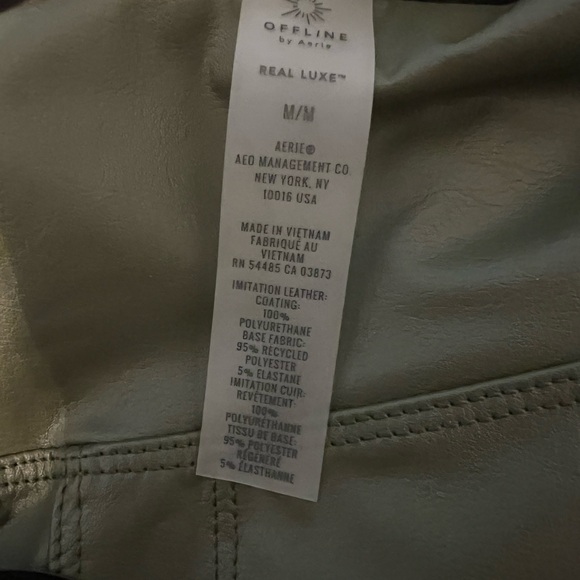 OFFLINE
by Aerie
REAL LUXE™
M/M
AERIE®
AEO MANAGEMENT CO.
NEW YORK, NY
10016 USA
MADE IN VIETNAM
FABRIQUÉ AU
VIETNAM
RN 54485 CA 03873
IMITATION LEATHER:
COATING:
100%
POLYURETHANE
BASE FABRIC:
95% RECYCLED
POLYESTER
5% ELASTANE
IMITATION CUIR:
REVÊTEMENT:
100%
POLYURÉTHANNE
TISSU DE BASE:
95% POLYESTER
RÉGÉNÉRÉ
5% ÉLASTHANNE